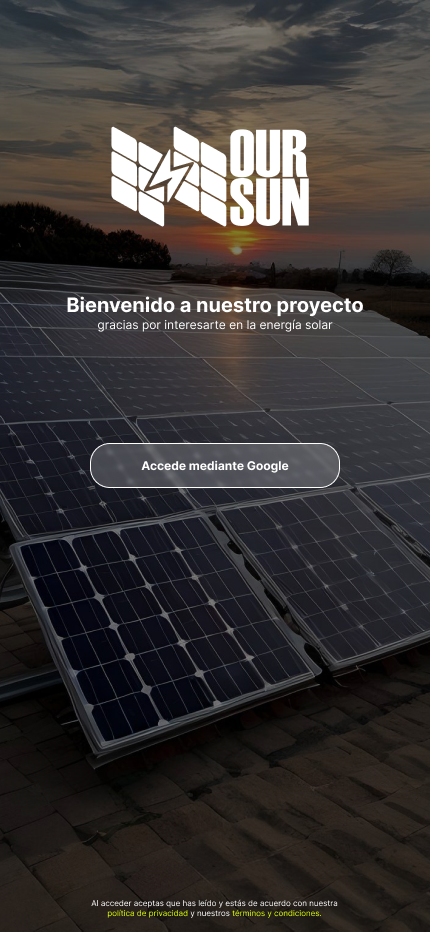 OUR
SUN
Bienvenido a nuestro proyecto
gracias por interesarte en la energía solar
Accede mediante Google
Al acceder aceptas que has leído y estás de acuerdo con nuestra
política de privacidad y nuestros términos y condiciones.